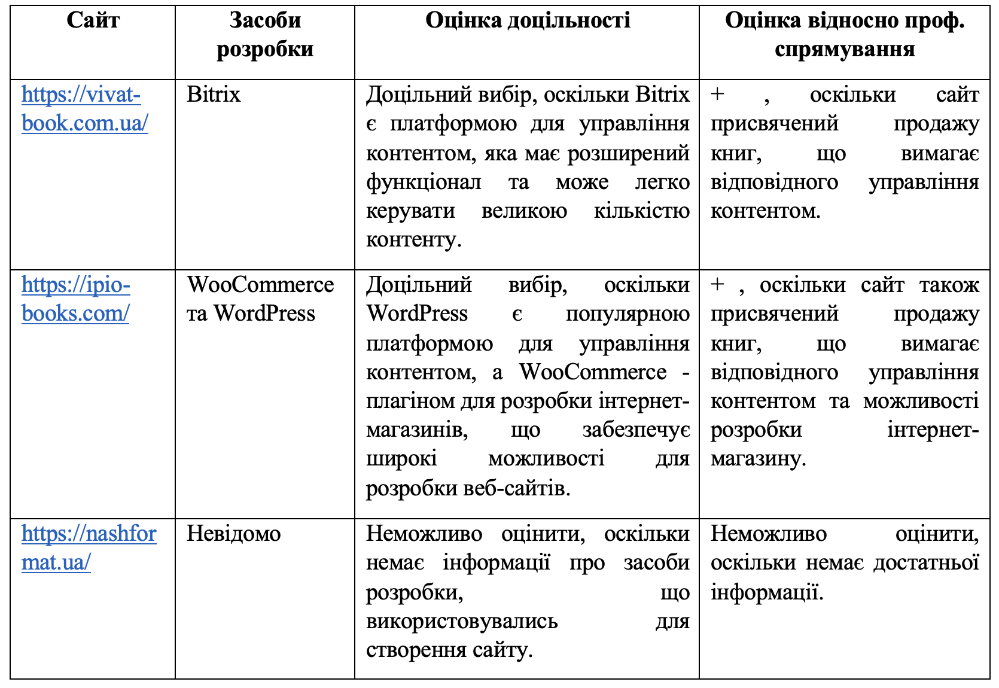 Сайт
Засоби
розробки
Оцінка доцільності
Оцінка відносно проф.
спрямування
https://vivat-
book.com.ua/
Bitrix
Доцільний вибір, оскільки Bitrix
є платформою для управління
контентом, яка має розширений
функціонал та може легко
керувати великою кількістю
контенту.
+ , оскільки сайт
присвячений продажу
книг, що вимагає
відповідного управління
контентом.
https://ipio-
books.com/
WooCommerce
та WordPress
Доцільний вибір, оскільки
WordPress є популярною
платформою для управління
контентом, а WooCommerce -
плагіном для розробки інтернет-
магазинів, що забезпечує
широкі можливості для
розробки веб-сайтів.
+ , оскільки сайт також
присвячений продажу
книг, що вимагає
відповідного управління
контентом та можливості
розробки інтернет-
магазину.
https://nashfor
mat.ua/
Невідомо
Неможливо оцінити, оскільки
немає інформації про засоби
розробки, що
використовувались для
створення сайту.
Неможливо оцінити,
оскільки немає достатньої
інформації.